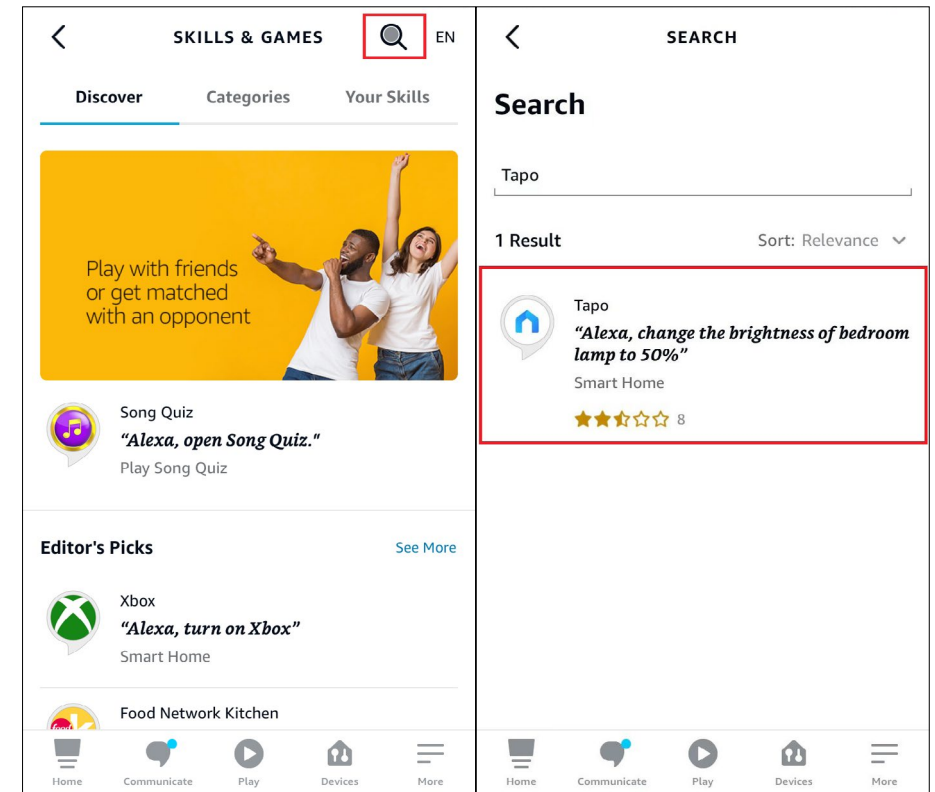 SKILLS & GAMES
EN
Discover
Categories
Your Skills
Play with friends
or get matched
with an opponent
Song Quiz
“Alexa, open Song Quiz."
Play Song Quiz
Editor's Picks
See More
Xbox
“Alexa, turn on Xbox”
Smart Home
food
k
Food Network Kitchen
Home
Communicate
Play
Devices
More
SEARCH
Search
Tapo
1 Result
Sort: Relevance
Tapo
“Alexa, change the brightness of bedroom
lamp to 50%”
Smart Home
8
Home
Communicate
Play
Devices
More